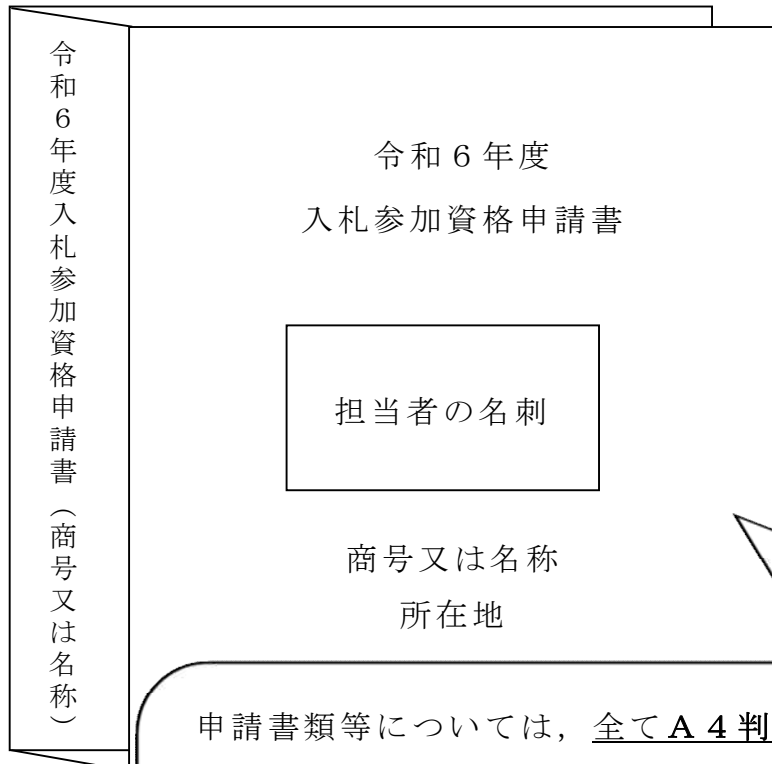 令和６年度入札参加資格申請書（商号又は名称）
令和６年度
入札参加資格申請書
担当者の名刺
商号又は名称
所在地
申請書類等については，全てＡ４判